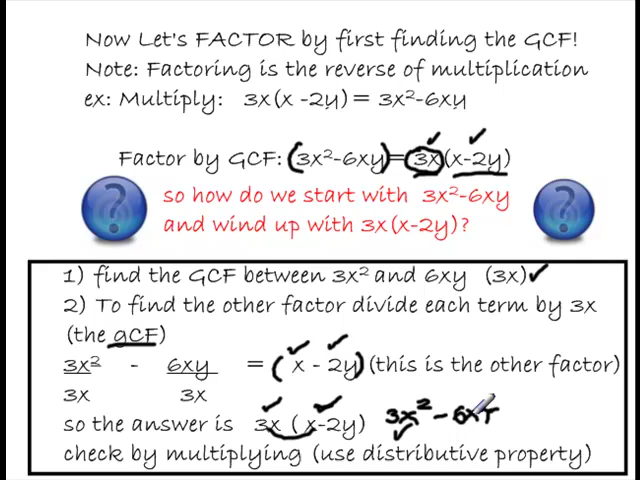 Now Let's FACTOR by first finding the GCF!
Note: Factoring is the reverse of multiplication
ex: Multiply: 3x(x -2y) = 3x²-6xy
Factor by GCF: (3x²-6xy) = 3x (x-2y)
? so how do we start with 3x²-6xy ?
and wind up with 3x(x-2y)?
1) find the GCF between 3x² and 6xy (3x) ✓
2) To find the other factor divide each term by 3x
(the gCF)
3x² - 6xy = ( x - 2y) (this is the other factor)
3x 3x
so the answer is 3x ( x-2y) 3x² - 6x
check by multiplying (use distributive property)